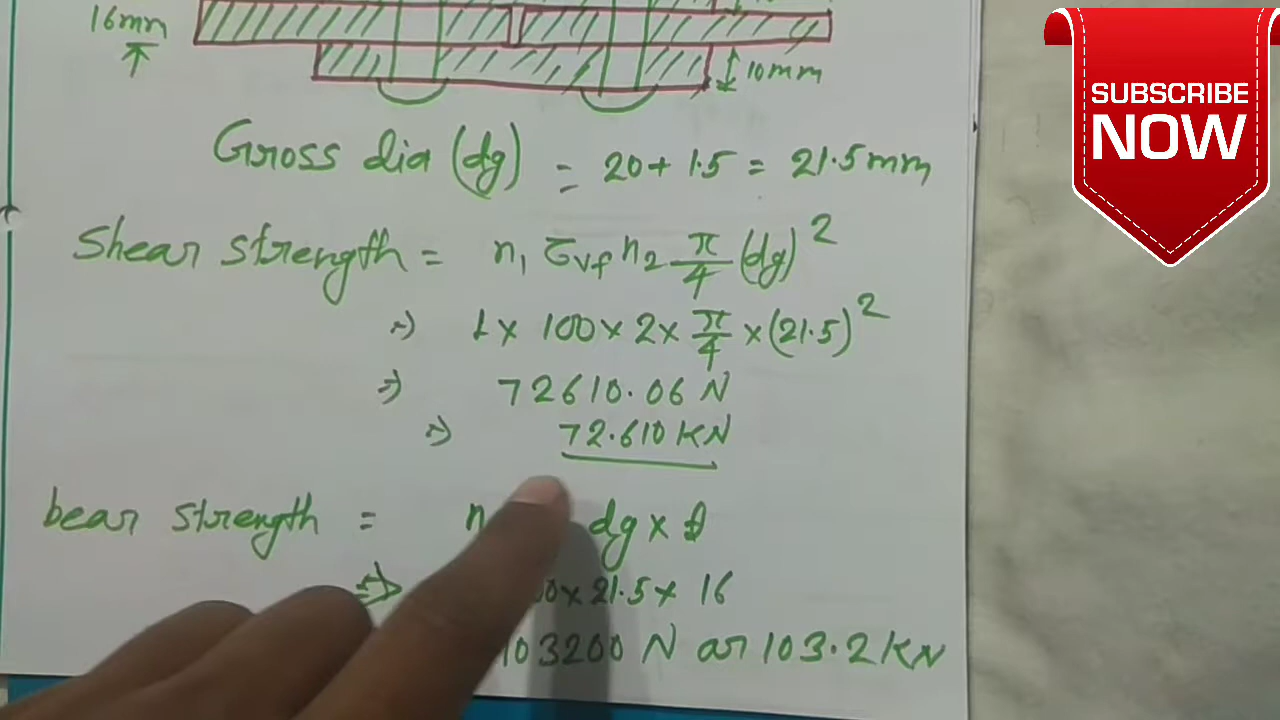 16mm
10mm
SUBSCRIBE
NOW
Gross dia (dg) = 20 + 1.5 = 21.5mm
Shear strength = n₁ τvf n₂ π/4 (dg)²
⇒ 1 × 100 × 2 × π/4 × (21.5)²
⇒ 72610.06 N
⇒ 72.610 KN
bear strength = n dg × t
⇒ 0 × 21.5 × 16
103200 N or 103.2 KN